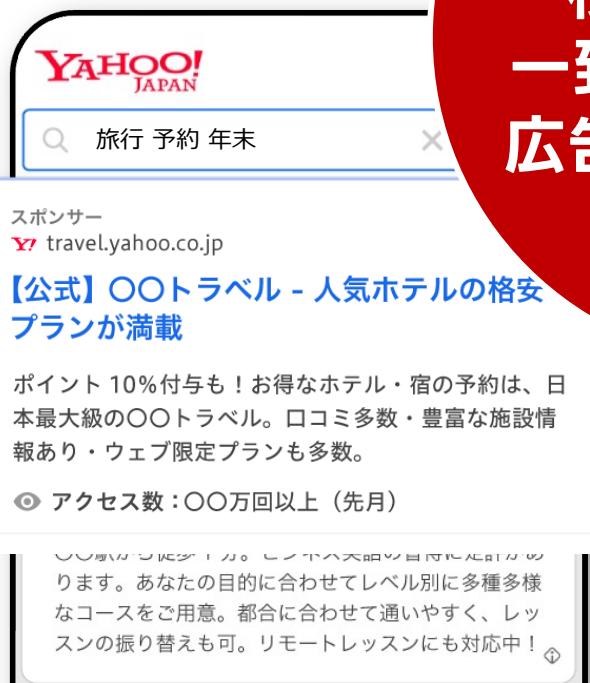 YAHOO!
JAPAN
旅行 予約 年末
一致
広告
スポンサー
Y! travel.yahoo.co.jp
【公式】〇〇トラベル - 人気ホテルの格安
プランが満載
ポイント 10%付与も！お得なホテル・宿の予約は、日
本最大級の〇〇トラベル。口コミ多数・豊富な施設情
報あり・ウェブ限定プランも多数。
アクセス数：〇〇万回以上（先月）
ります。あなたの目的に合わせてレベル別に多種多様
なコースをご用意。都合に合わせて通いやすく、レッ
スンの振り替えも可。リモートレッスンにも対応中！